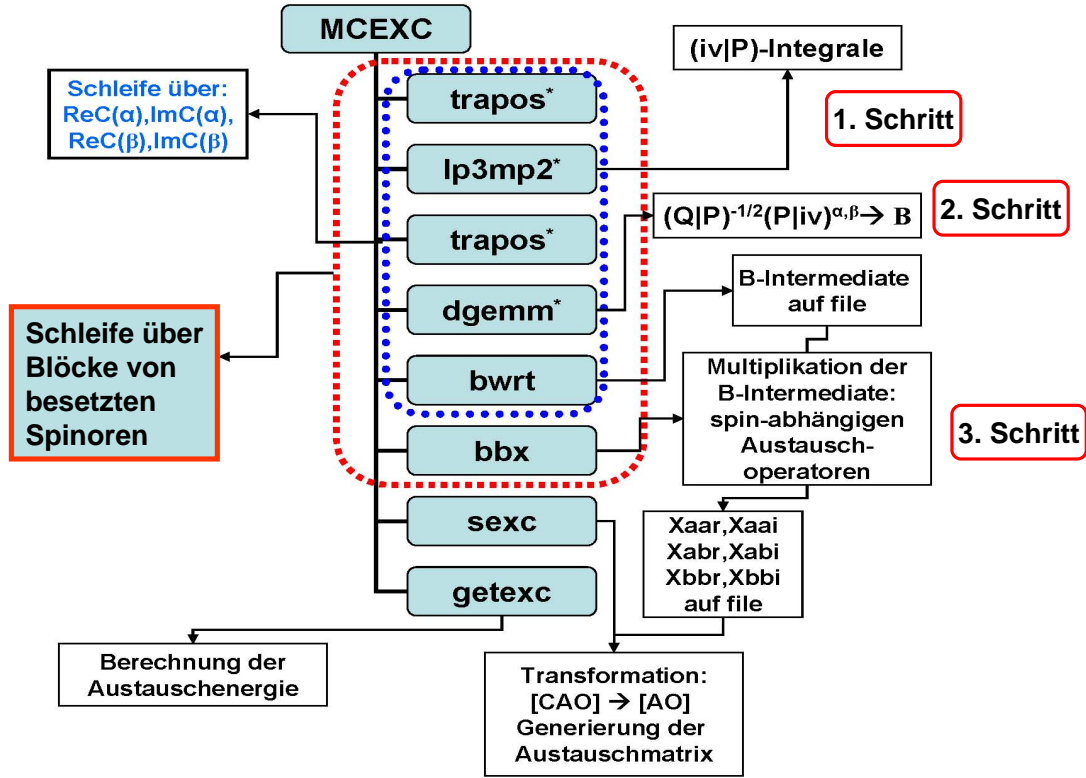 MCEXC
(iv|P)-Integrale
Schleife über:
ReC(α),ImC(α),
ReC(β),ImC(β)
trapos*
1. Schritt
lp3mp2*
(Q|P)-1/2(P|iv)α,β→ B
2. Schritt
trapos*
B-Intermediate
auf file
dgemm*
Schleife über
Blöcke von
besetzten
Spinoren
bwrt
Multiplikation der
B-Intermediate:
spin-abhängigen
Austausch-
operatoren
3. Schritt
bbx
sexc
Xaar,Xaai
Xabr,Xabi
Xbbr,Xbbi
auf file
getexc
Berechnung der
Austauschenergie
Transformation:
[CAO] → [AO]
Generierung der
Austauschmatrix